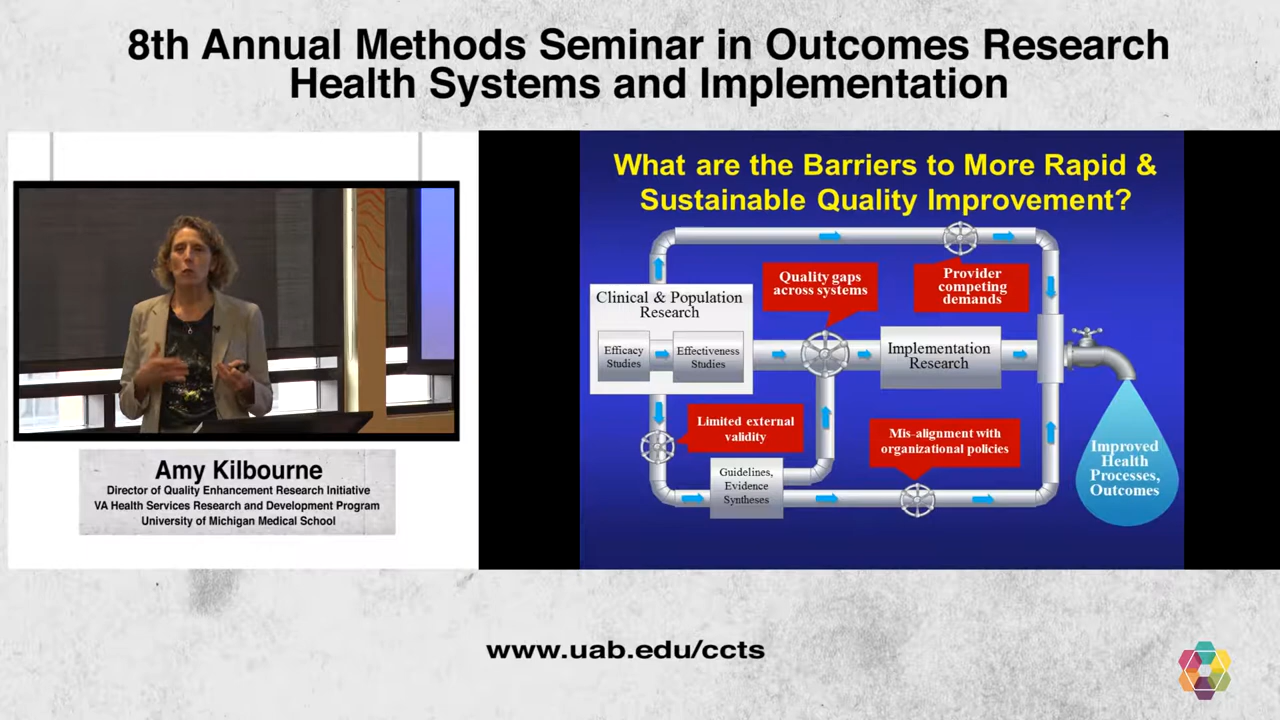 8th Annual Methods Seminar in Outcomes Research
Health Systems and Implementation
Amy Kilbourne
Director of Quality Enhancement Research Initiative
VA Health Services Research and Development Program
University of Michigan Medical School
What are the Barriers to More Rapid &
Sustainable Quality Improvement?
Quality gaps
across systems
Provider
competing
demands
Clinical & Population
Research
Efficacy
Studies
Effectiveness
Studies
Implementation
Research
Limited external
validity
Mis-alignment with
organizational policies
Guidelines,
Evidence
Syntheses
Improved
Health
Processes,
Outcomes
www.uab.edu/ccts